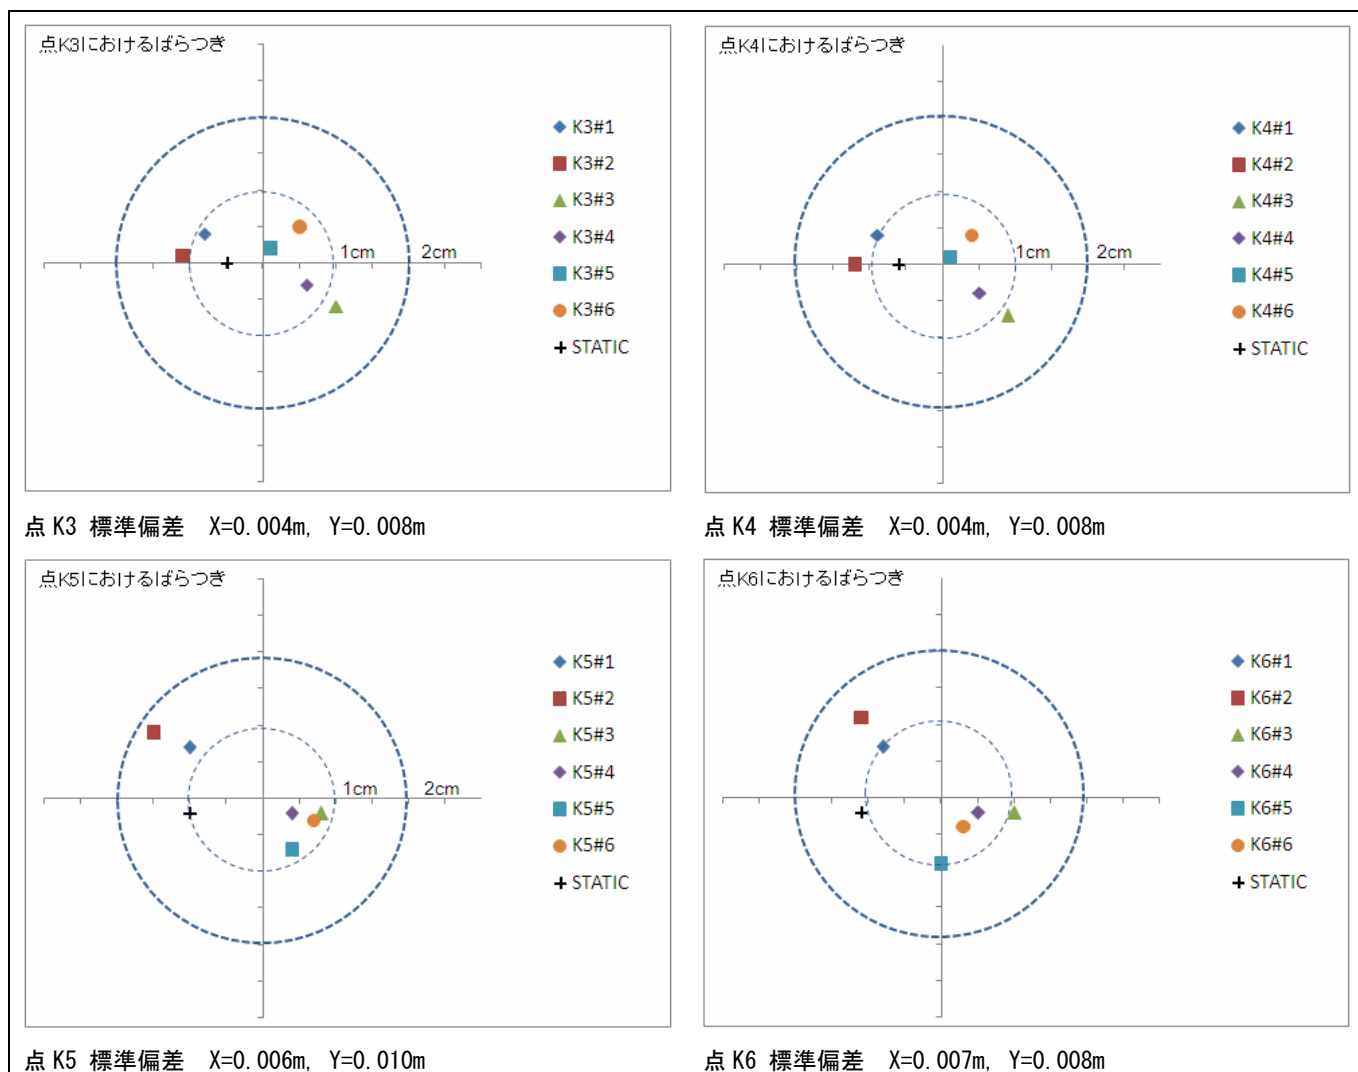 点K3におけるばらつき
1cm
2cm
K3#1
K3#2
K3#3
K3#4
K3#5
K3#6
STATIC
点 K3 標準偏差 X=0.004m, Y=0.008m
点K4におけるばらつき
1cm
2cm
K4#1
K4#2
K4#3
K4#4
K4#5
K4#6
STATIC
点 K4 標準偏差 X=0.004m, Y=0.008m
点K5におけるばらつき
1cm
2cm
K5#1
K5#2
K5#3
K5#4
K5#5
K5#6
STATIC
点 K5 標準偏差 X=0.006m, Y=0.010m
点K6におけるばらつき
K6#1
K6#2
K6#3
K6#4
K6#5
K6#6
STATIC
点 K6 標準偏差 X=0.007m, Y=0.008m